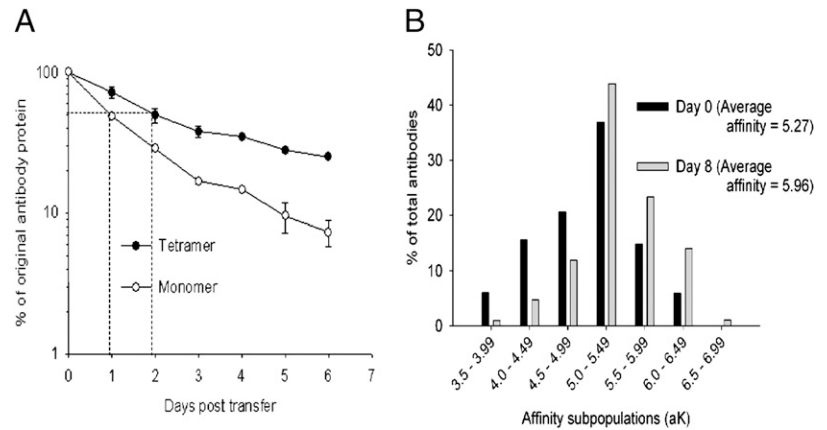 A
% of original antibody protein
100
10
1
Tetramer
Monomer
0 1 2 3 4 5 6 7
Days post transfer
B
% of total antibodies
50
40
30
20
10
0
Day 0 (Average
affinity = 5.27)
Day 8 (Average
affinity = 5.96)
3.5 - 3.99
4.0 - 4.49
4.5 - 4.99
5.0 - 5.49
5.5 - 5.99
6.0 - 6.49
6.5 - 6.99
Affinity subpopulations (aK)